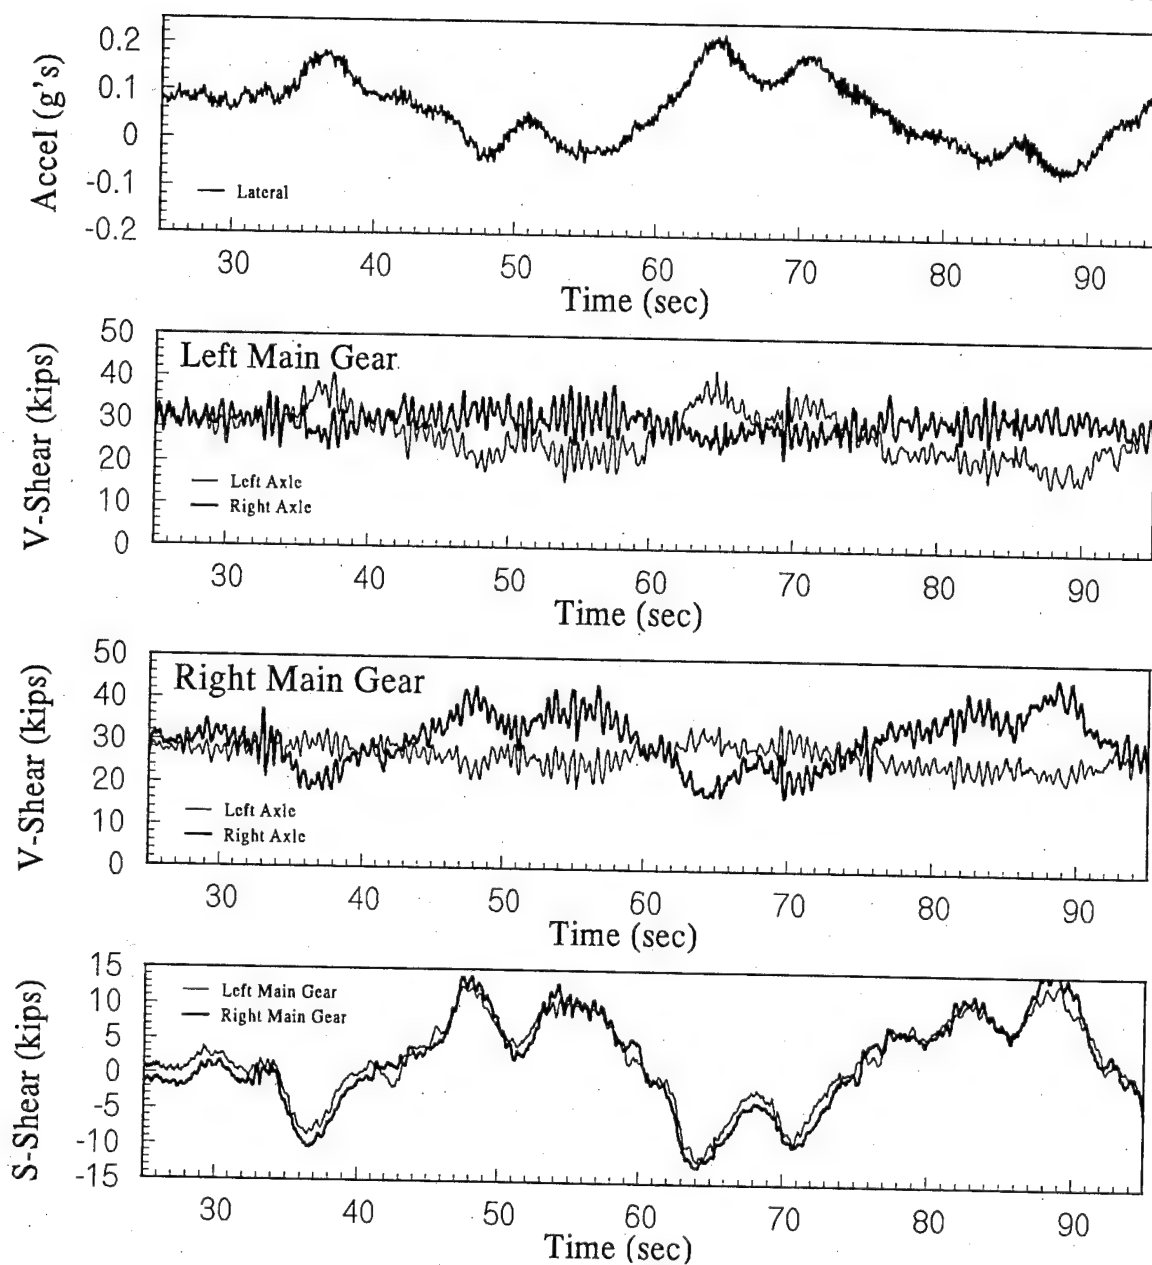 Accel (g's)
0.2
0.1
0
-0.1
-0.2
Lateral
30 40 50 60 70 80 90
Time (sec)
V-Shear (kips)
50
40
30
20
10
0
Left Main Gear
Left Axle
Right Axle
30 40 50 60 70 80 90
Time (sec)
V-Shear (kips)
50
40
30
20
10
0
Right Main Gear
Left Axle
Right Axle
30 40 50 60 70 80 90
Time (sec)
S-Shear (kips)
15
10
5
0
-5
-10
-15
Left Main Gear
Right Main Gear
30 40 50 60 70 80 90
Time (sec)